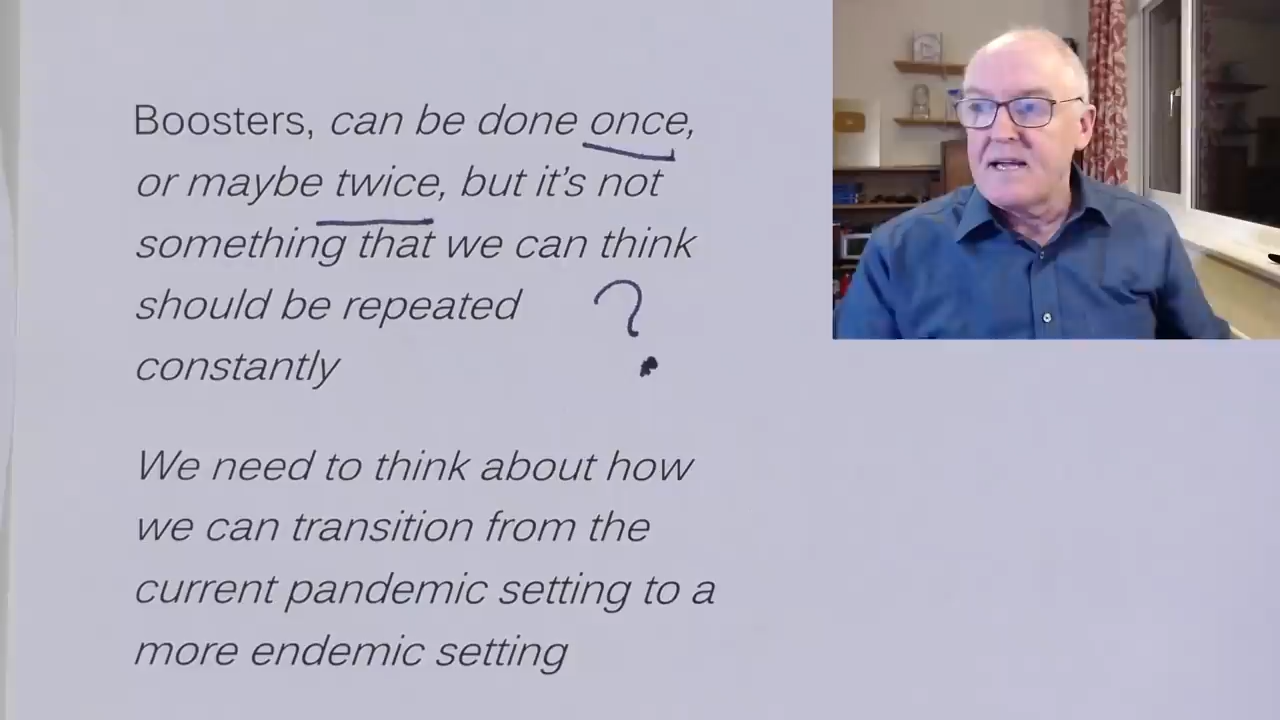 Boosters, can be done once,
or maybe twice, but it's not
something that we can think
should be repeated ?
constantly
We need to think about how
we can transition from the
current pandemic setting to a
more endemic setting